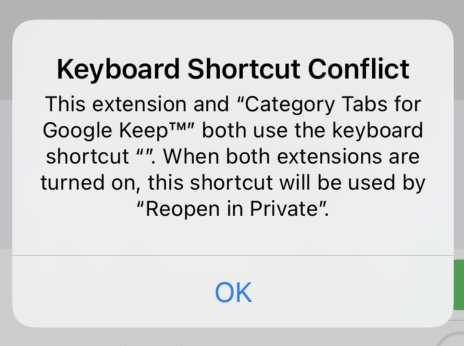 Keyboard Shortcut Conflict
This extension and “Category Tabs for
Google Keep™” both use the keyboard
shortcut “”. When both extensions are
turned on, this shortcut will be used by
“Reopen in Private”.
OK